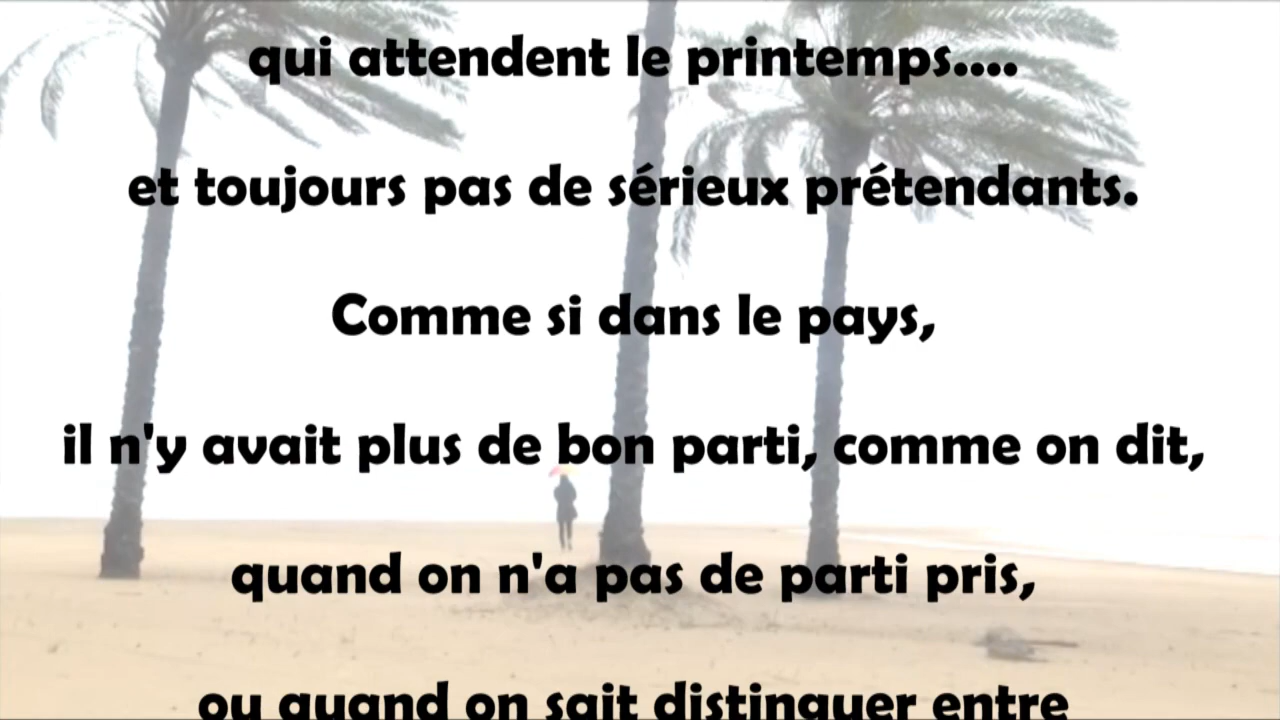 qui attendent le printemps....
et toujours pas de sérieux prétendants.
Comme si dans le pays,
il n'y avait plus de bon parti, comme on dit,
quand on n'a pas de parti pris,
ou quand on sait distinguer entre